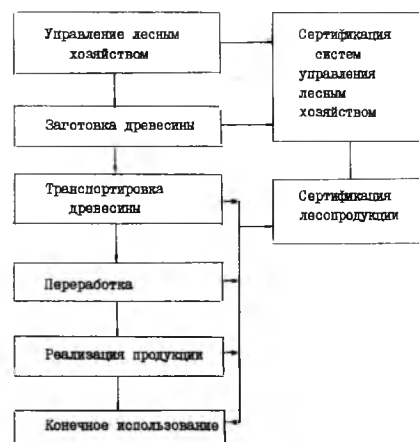 Управление лесным
хозяйством
Сертификация
систем
управления
лесным
хозяйством
Заготовка древесины
Транспортировка
древесины
Сертификация
лесопродукции
Переработка
Реализация продукции
Конечное использование